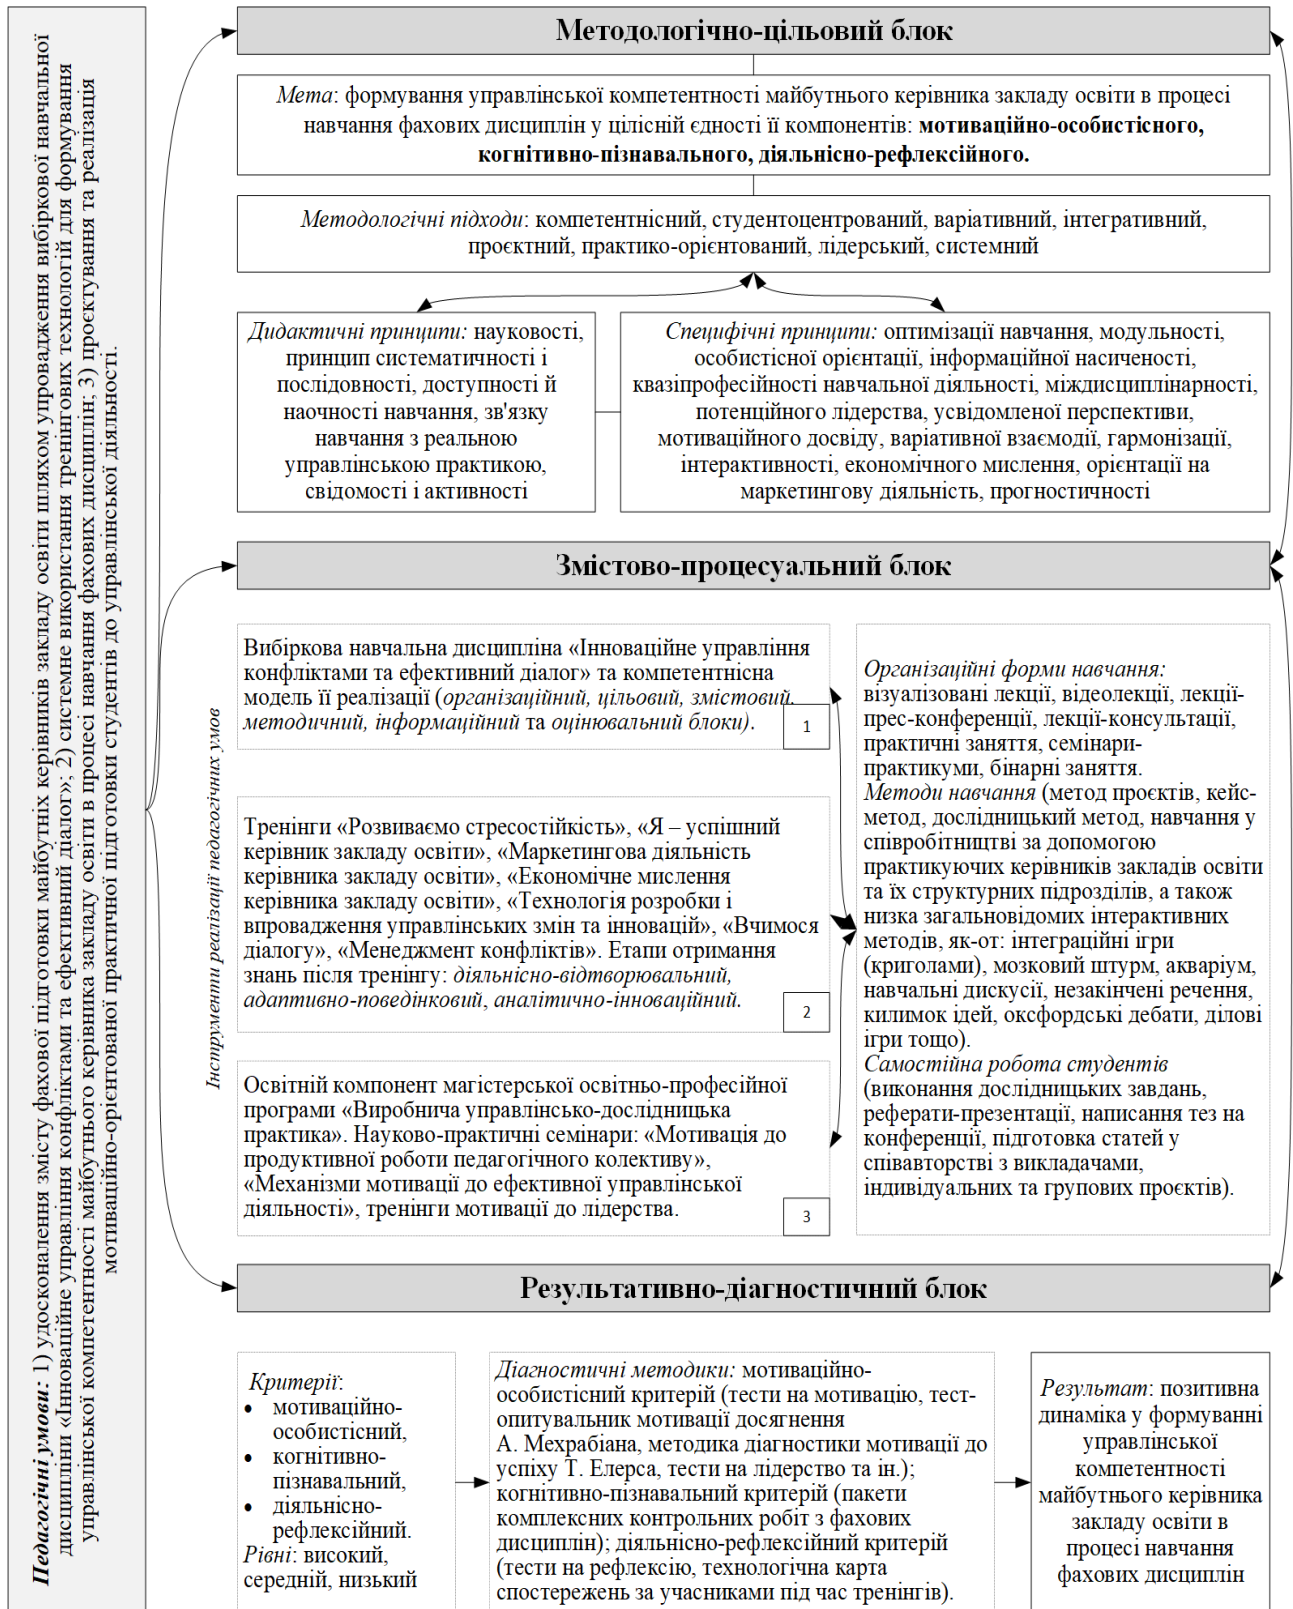 Педагогічні умови: 1) удосконалення змісту фахової підготовки майбутніх керівників закладу освіти шляхом упровадження вибіркової навчальної
дисципліни «Інноваційне управління конфліктами та ефективний діалог»; 2) системне використання тренінгових технологій для формування
управлінської компетентності майбутнього керівника закладу освіти в процесі навчання фахових дисциплін; 3) проєктування та реалізація
мотиваційно-орієнтованої практичної підготовки студентів до управлінської діяльності.
Методологічно-цільовий блок
Мета: формування управлінської компетентності майбутнього керівника закладу освіти в процесі
навчання фахових дисциплін у цілісній єдності її компонентів: мотиваційно-особистісного,
когнітивно-пізнавального, діяльнісно-рефлексійного.
Методологічні підходи: компетентнісний, студентоцентрований, варіативний, інтегративний,
проєктний, практико-орієнтований, лідерський, системний
Дидактичні принципи: науковості,
принцип систематичності і
послідовності, доступності й
наочності навчання, зв'язку
навчання з реальною
управлінською практикою,
свідомості і активності
Специфічні принципи: оптимізації навчання, модульності,
особистісної орієнтації, інформаційної насиченості,
квазіпрофесійності навчальної діяльності, міждисциплінарності,
потенційного лідерства, усвідомленої перспективи,
мотиваційного досвіду, варіативної взаємодії, гармонізації,
інтерактивності, економічного мислення, орієнтації на
маркетингову діяльність, прогностичності
Змістово-процесуальний блок
Інструменти реалізації педагогічних умов
Вибіркова навчальна дисципліна «Інноваційне управління
конфліктами та ефективний діалог» та компетентнісна
модель її реалізації (організаційний, цільовий, змістовий,
методичний, інформаційний та оцінювальний блоки).
1
Тренінги «Розвиваємо стресостійкість», «Я – успішний
керівник закладу освіти», «Маркетингова діяльність
керівника закладу освіти», «Економічне мислення
керівника закладу освіти», «Технологія розробки і
впровадження управлінських змін та інновацій», «Вчимося
діалогу», «Менеджмент конфліктів». Етапи отримання
знань після тренінгу: діяльнісно-відтворювальний,
адаптивно-поведінковий, аналітично-інноваційний.
2
Освітній компонент магістерської освітньо-професійної
програми «Виробнича управлінсько-дослідницька
практика». Науково-практичні семінари: «Мотивація до
продуктивної роботи педагогічного колективу»,
«Механізми мотивації до ефективної управлінської
діяльності», тренінги мотивації до лідерства.
3
Організаційні форми навчання:
візуалізовані лекції, відеолекції, лекції-
прес-конференції, лекції-консультації,
практичні заняття, семінари-
практикуми, бінарні заняття.
Методи навчання (метод проєктів, кейс-
метод, дослідницький метод, навчання у
співробітництві за допомогою
практикуючих керівників закладів освіти
та їх структурних підрозділів, а також
низка загальновідомих інтерактивних
методів, як-от: інтеграційні ігри
(криголами), мозковий штурм, акваріум,
навчальні дискусії, незакінчені речення,
килимок ідей, оксфордські дебати, ділові
ігри тощо).
Самостійна робота студентів
(виконання дослідницьких завдань,
реферати-презентації, написання тез на
конференції, підготовка статей у
співавторстві з викладачами,
індивідуальних та групових проєктів).
Результативно-діагностичний блок
Критерії:
• мотиваційно-
особистісний,
• когнітивно-
пізнавальний,
• діяльнісно-
рефлексійний.
Рівні: високий,
середній, низький
Діагностичні методики: мотиваційно-
особистісний критерій (тести на мотивацію, тест-
опитувальник мотивації досягнення
А. Мехрабіана, методика діагностики мотивації до
успіху Т. Елерса, тести на лідерство та ін.);
когнітивно-пізнавальний критерій (пакети
комплексних контрольних робіт з фахових
дисциплін); діяльнісно-рефлексійний критерій
(тести на рефлексію, технологічна карта
спостережень за учасниками під час тренінгів).
Результат: позитивна
динаміка у формуванні
управлінської
компетентності
майбутнього керівника
закладу освіти в
процесі навчання
фахових дисциплін